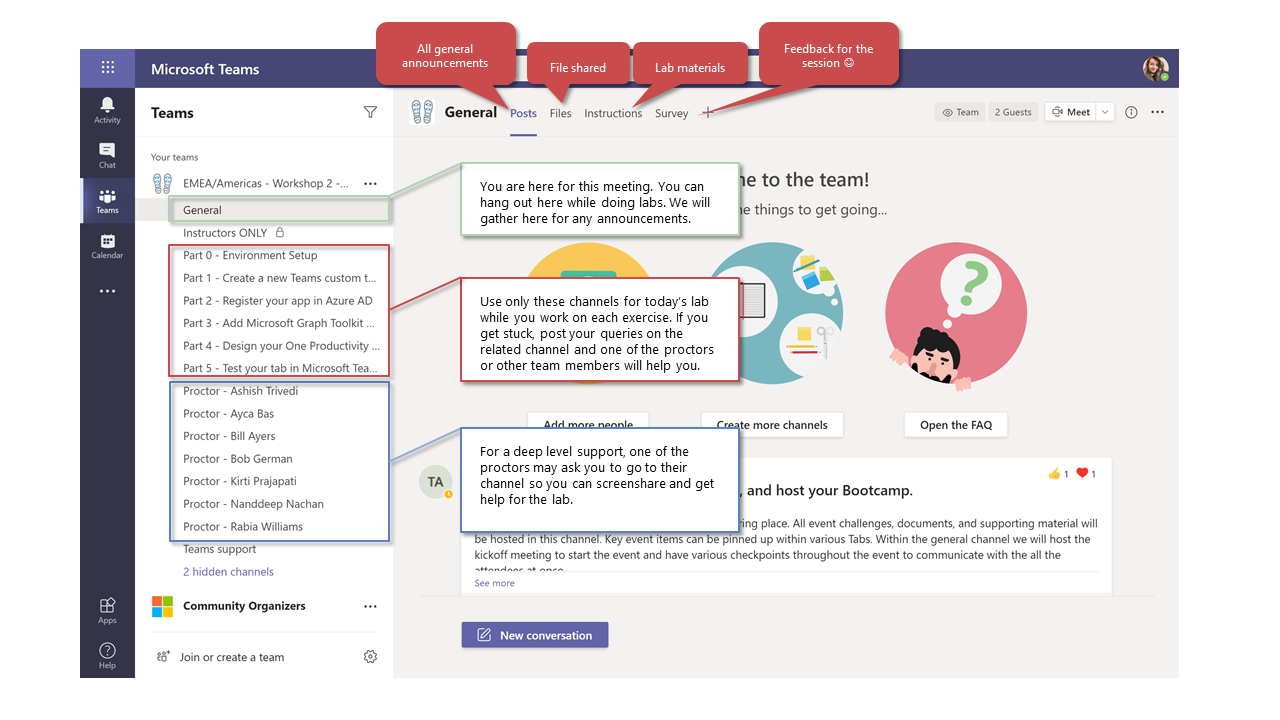 All general
announcements
File shared
Lab materials
Feedback for the
session ☺
Microsoft Teams
Activity
Chat
Teams
Calendar
Apps
Help
Teams
Your teams
EMEA/Americas - Workshop 2 -...
General
Instructors ONLY
Part 0 - Environment Setup
Part 1 - Create a new Teams custom t...
Part 2 - Register your app in Azure AD
Part 3 - Add Microsoft Graph Toolkit ...
Part 4 - Design your One Productivity ...
Part 5 - Test your tab in Microsoft Tea...
Proctor - Ashish Trivedi
Proctor - Ayca Bas
Proctor - Bill Ayers
Proctor - Bob German
Proctor - Kirti Prajapati
Proctor - Nanddeep Nachan
Proctor - Rabia Williams
Teams support
2 hidden channels
Community Organizers
Join or create a team
General Posts Files Instructions Survey
Team 2 Guests Meet
You are here for this meeting. You can
hang out here while doing labs. We will
gather here for any announcements.
to the team!
things to get going...
Use only these channels for today's lab
while you work on each exercise. If you
get stuck, post your queries on the
related channel and one of the proctors
or other team members will help you.
Add more people Create more channels Open the FAQ
For a deep level support, one of the
proctors may ask you to go to their
channel so you can screenshare and get
help for the lab.
TA
1 1
, and host your Bootcamp.
place. All event challenges, documents, and supporting material will
be hosted in this channel. Key event items can be pinned up within various Tabs. Within the general channel we will host the
kickoff meeting to start the event and have various checkpoints throughout the event to communicate with the all the
attendees at once
See more
New conversation